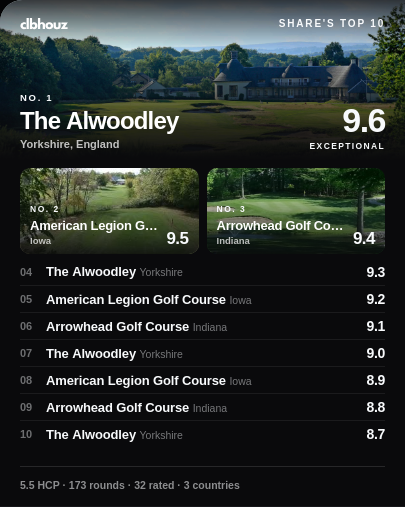 clbhouz
SHARE'S TOP 10
NO. 1
The Alwoodley
Yorkshire, England
9.6
EXCEPTIONAL
NO. 2
American Legion G...
Iowa
9.5
NO. 3
Arrowhead Golf Co...
Indiana
9.4
04 The Alwoodley Yorkshire 9.3
05 American Legion Golf Course Iowa 9.2
06 Arrowhead Golf Course Indiana 9.1
07 The Alwoodley Yorkshire 9.0
08 American Legion Golf Course Iowa 8.9
09 Arrowhead Golf Course Indiana 8.8
10 The Alwoodley Yorkshire 8.7
5.5 HCP · 173 rounds · 32 rated · 3 countries